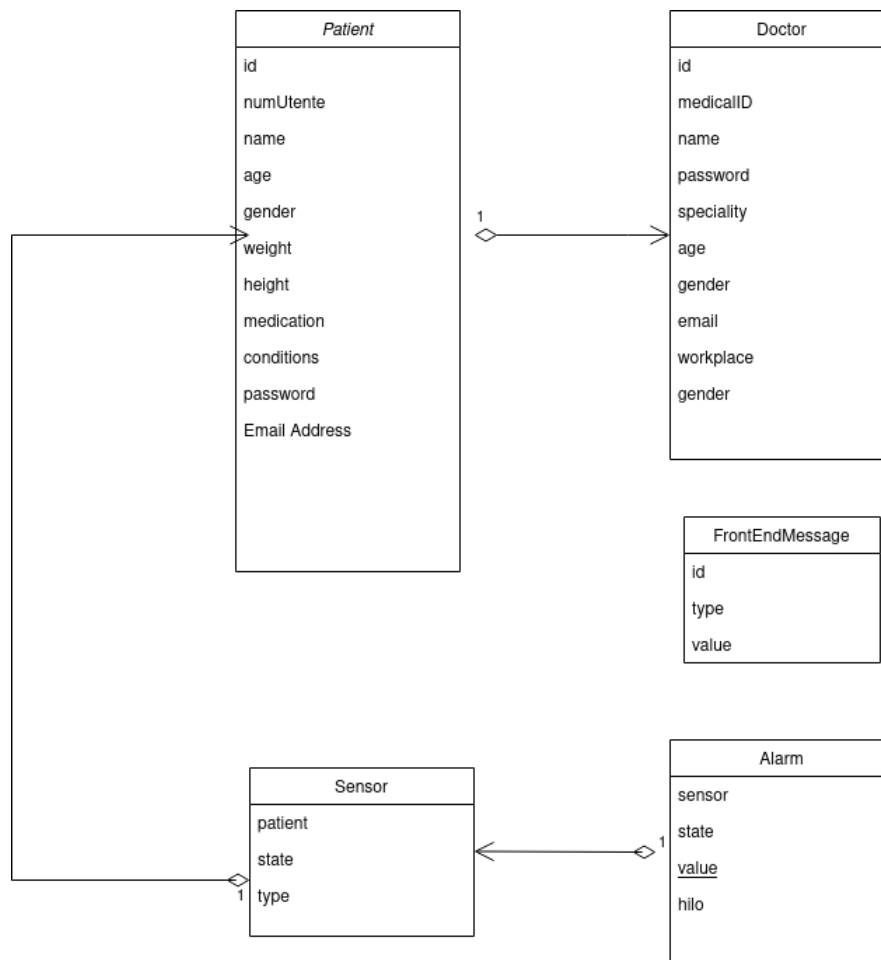 Patient
id
numUtente
name
age
gender
weight
height
medication
conditions
password
Email Address
1
Doctor
id
medicalID
name
password
speciality
age
gender
email
workplace
gender
FrontEndMessage
id
type
value
Sensor
patient
state
type
1
Alarm
sensor
state
value
hilo
1